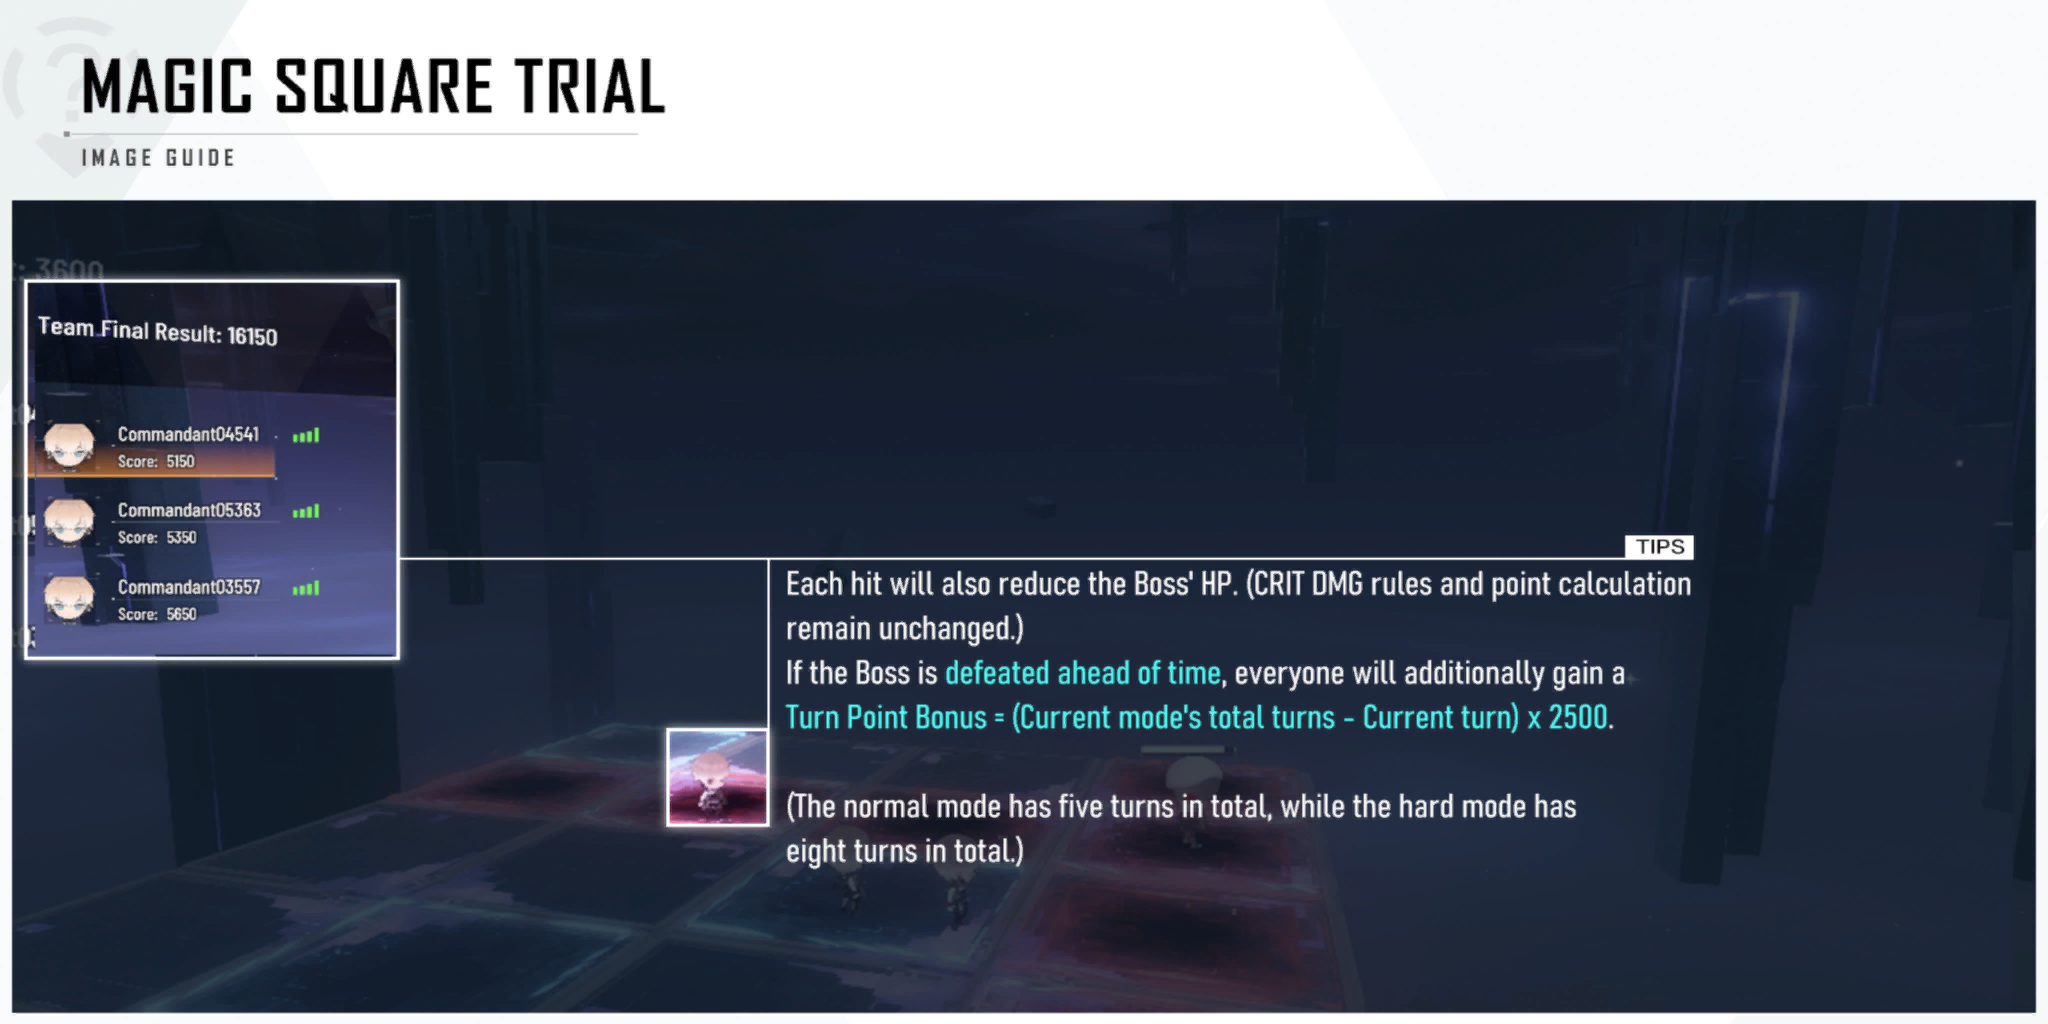 MAGIC SQUARE TRIAL
IMAGE GUIDE
: 3600
Team Final Result: 16150
Commandant04541
Score: 5150
Commandant05363
Score: 5350
Commandant03557
Score: 5650
TIPS
Each hit will also reduce the Boss' HP. (CRIT DMG rules and point calculation
remain unchanged.)
If the Boss is defeated ahead of time, everyone will additionally gain a
Turn Point Bonus = (Current mode's total turns - Current turn) x 2500.
(The normal mode has five turns in total, while the hard mode has
eight turns in total.)